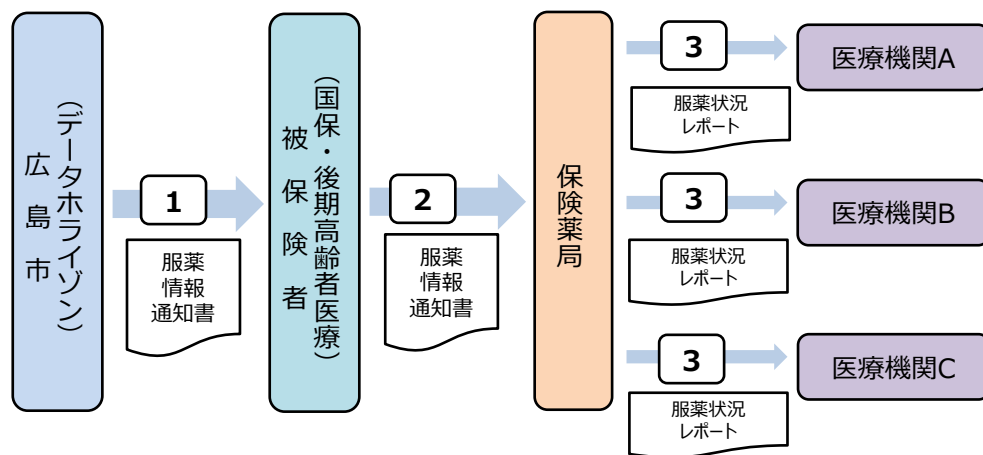 広島市
（データホライゾン）
1
服薬
情報
通知書
被保険者
（国保・後期高齢者医療）
2
服薬
情報
通知書
保険薬局
3
服薬状況
レポート
医療機関A
3
服薬状況
レポート
医療機関B
3
服薬状況
レポート
医療機関C